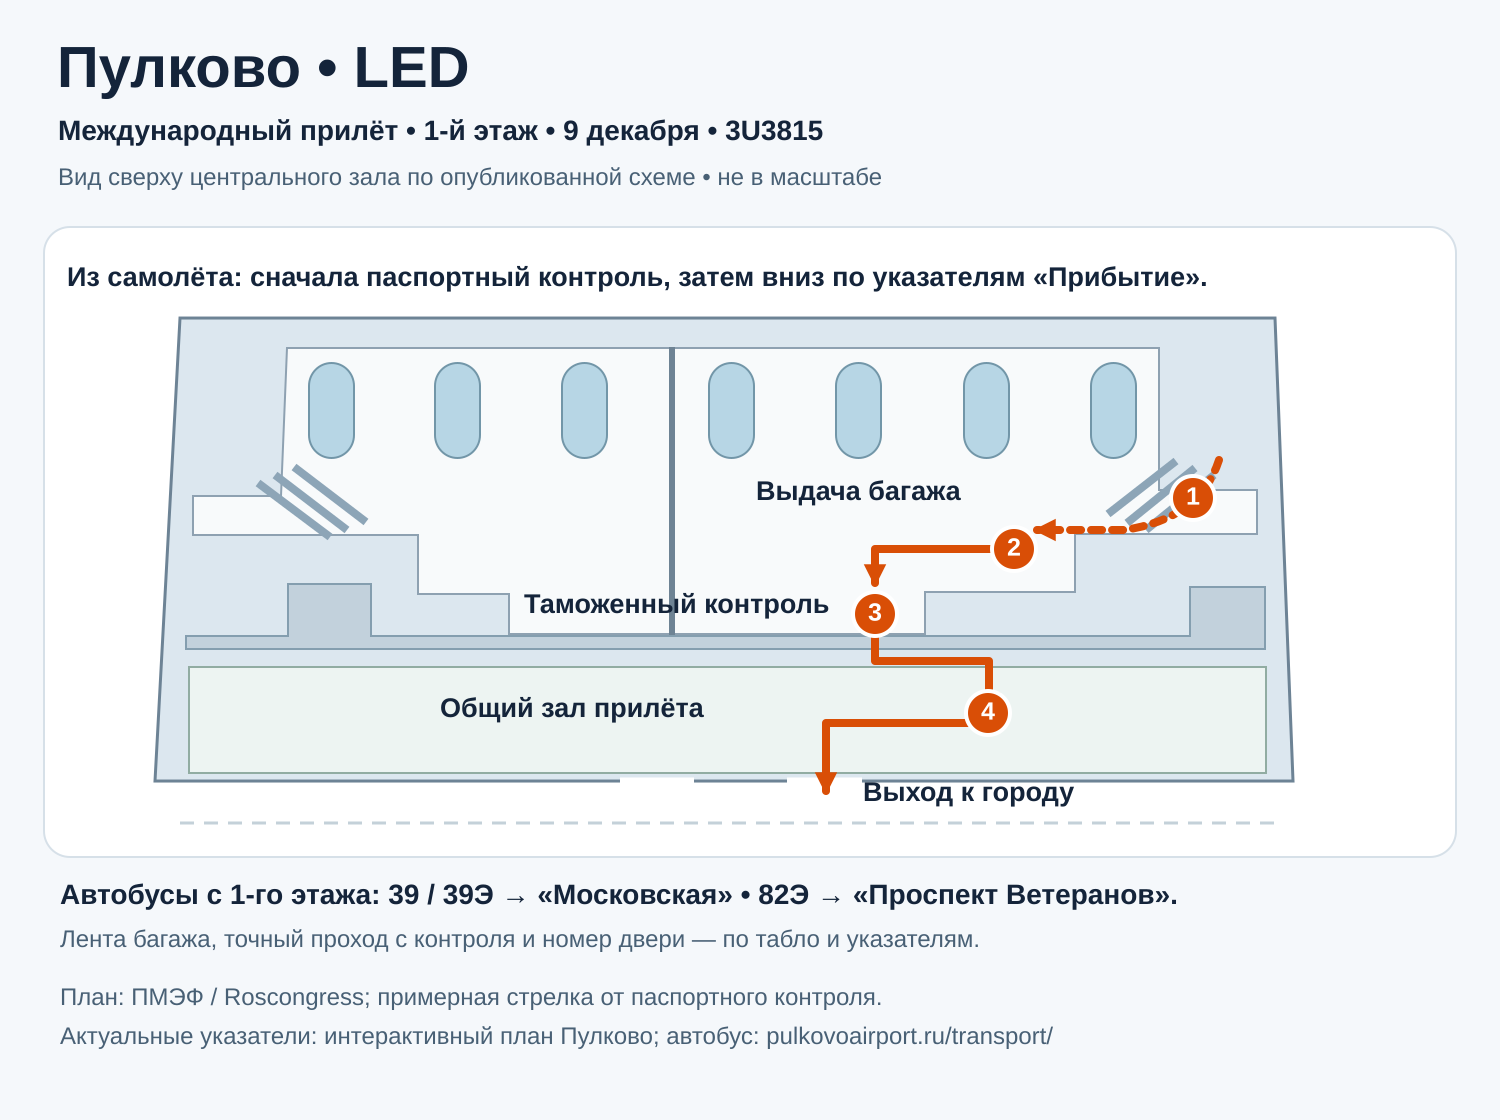 Пулково • LED
Международный прилёт • 1-й этаж • 9 декабря • 3U3815
Вид сверху центрального зала по опубликованной схеме • не в масштабе
Из самолёта: сначала паспортный контроль, затем вниз по указателям «Прибытие».
Выдача багажа
1
2
Таможенный контроль
3
Общий зал прилёта
4
Выход к городу
Автобусы с 1-го этажа: 39 / 39Э → «Московская» • 82Э → «Проспект Ветеранов».
Лента багажа, точный проход с контроля и номер двери — по табло и указателям.
План: ПМЭФ / Roscongress; примерная стрелка от паспортного контроля.
Актуальные указатели: интерактивный план Пулково; автобус: pulkovoairport.ru/transport/